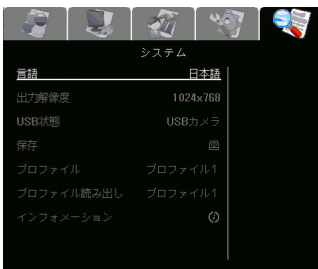 システム
言語 日本語
出力解像度 1024x768
USB状態 USBカメラ
保存
プロファイル プロファイル1
プロファイル読み出し プロファイル1
インフォメーション